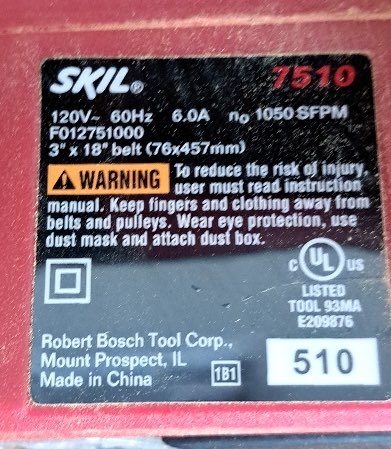 SKIL® 7510
120V~ 60Hz 6.0A no 1050 SFPM
F012751000
3" x 18" belt (76x457mm)
WARNING To reduce the risk of injury,
user must read instruction
manual. Keep fingers and clothing away from
belts and pulleys. Wear eye protection, use
dust mask and attach dust box.
C UL US
LISTED
TOOL 93MA
E209876
Robert Bosch Tool Corp.,
Mount Prospect, IL
Made in China
1B1
510